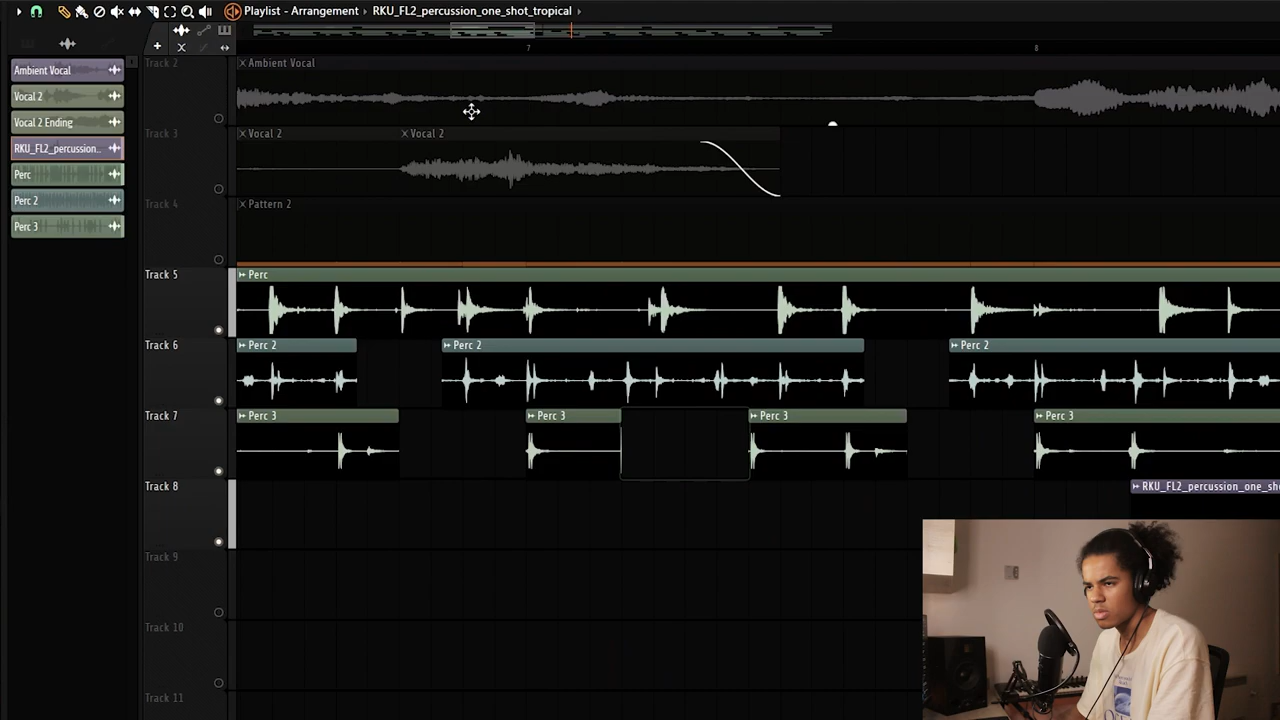 Playlist - Arrangement › RKU_FL2_percussion_one_shot_tropical ›
7 8
Ambient Vocal
Vocal 2
Vocal 2 Ending
RKU_FL2_percussion..
Perc
Perc 2
Perc 3
Track 2 Ambient Vocal
Track 3 Vocal 2 Vocal 2
Track 4 Pattern 2
Track 5 Perc
Track 6 Perc 2 Perc 2 Perc 2
Track 7 Perc 3 Perc 3 Perc 3 Perc 3
Track 8 RKU_FL2_percussion_one_sho
Track 9
Track 10
Track 11